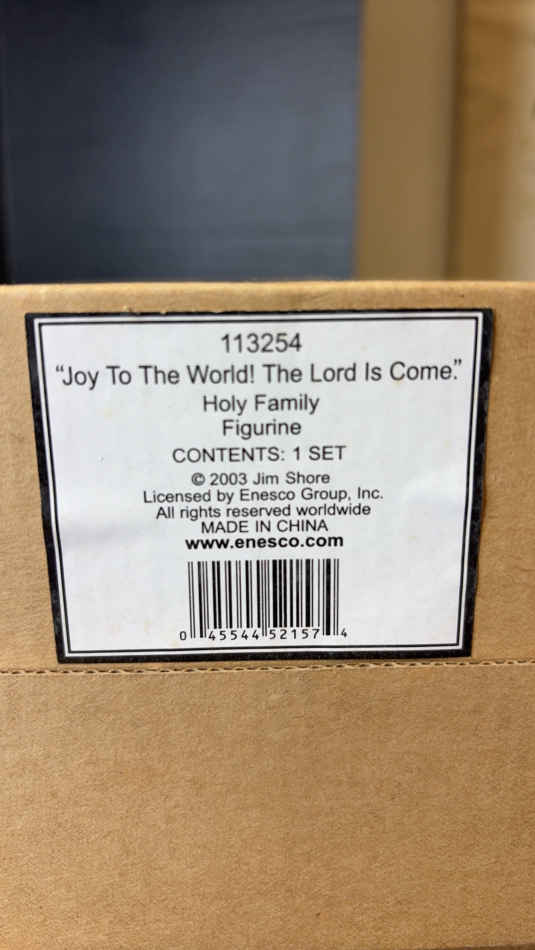 113254
“Joy To The World! The Lord Is Come.”
Holy Family
Figurine
CONTENTS: 1 SET
© 2003 Jim Shore
Licensed by Enesco Group, Inc.
All rights reserved worldwide
MADE IN CHINA
www.enesco.com
0 45544 52157 4